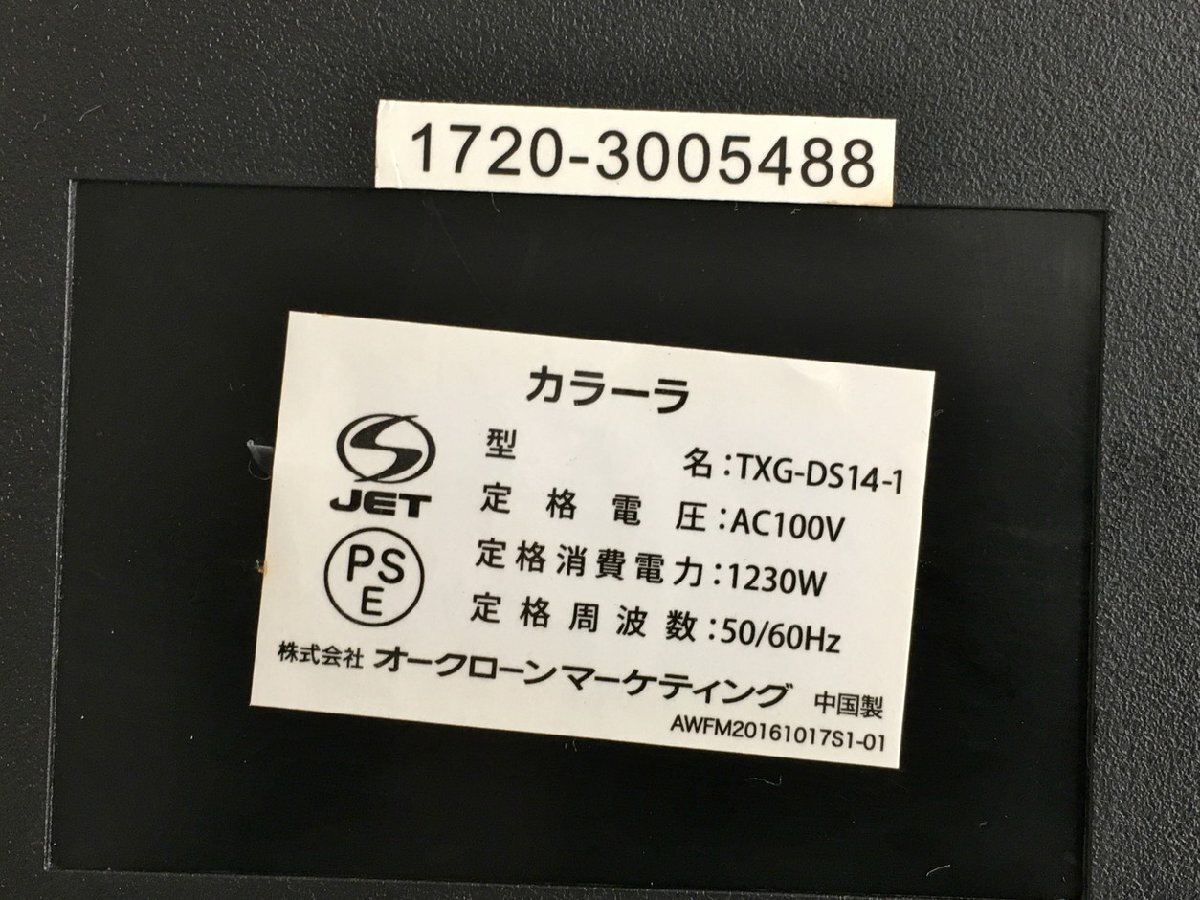 1720-3005488
カラーラ
JET
型 名:TXG-DS14-1
定格電圧:AC100V
PS
E
定格消費電力:1230W
定格周波数:50/60Hz
株式会社 オークローンマーケティング 中国製
AWFM20161017S1-01